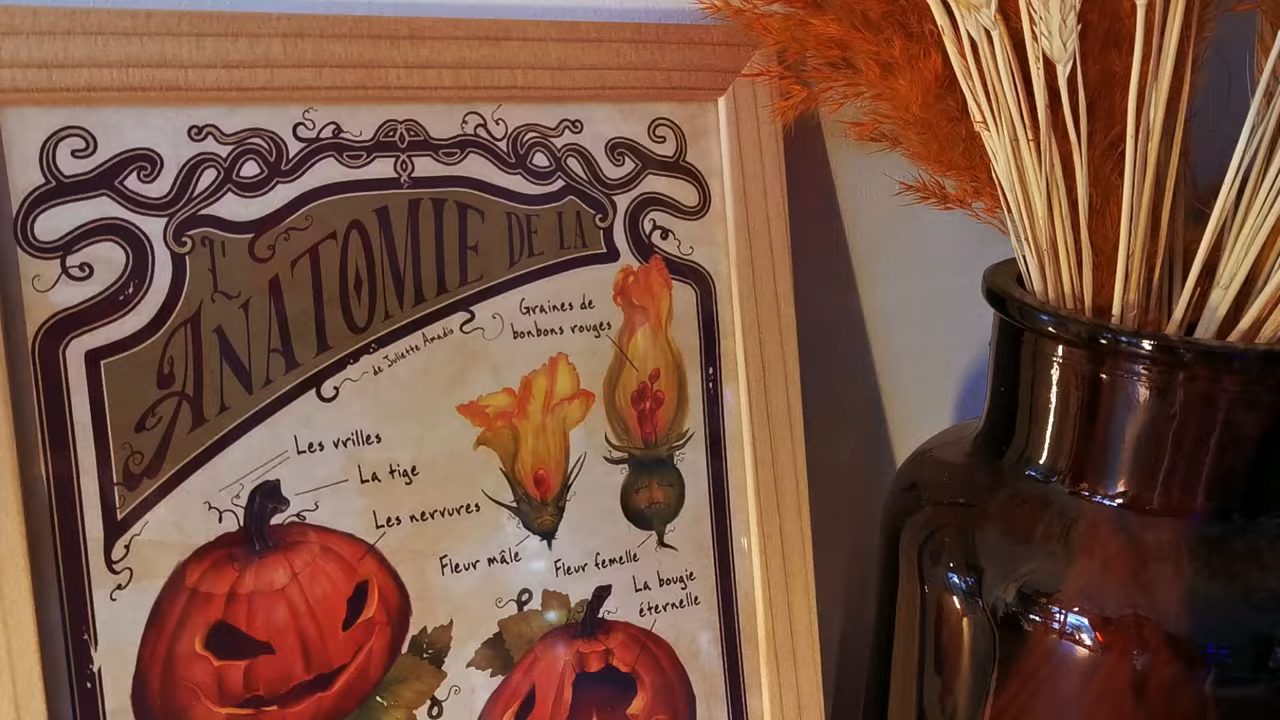 L'
ANATOMIE DE LA
de Juliette Amadis
Graines de
bonbons rouges
Les vrilles
La tige
Les nervures
Fleur mâle
Fleur femelle
La bougie
éternelle